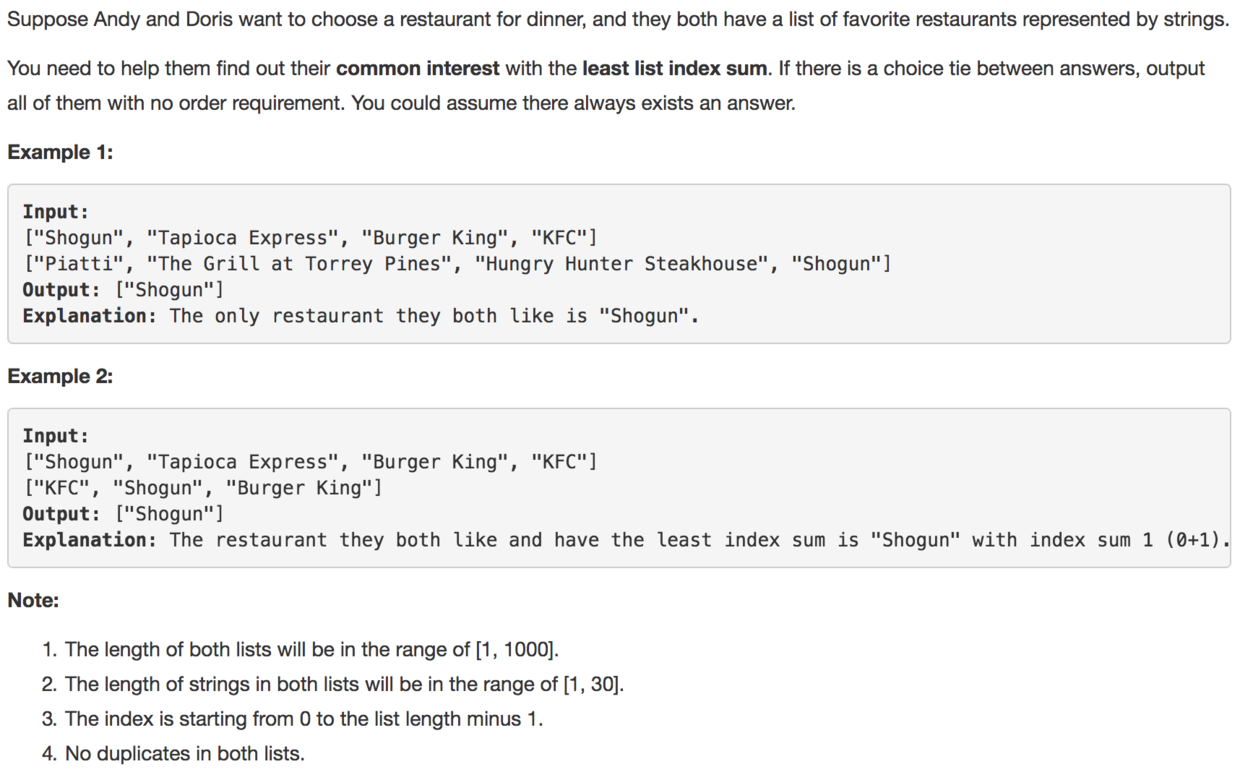 Suppose Andy and Doris want to choose a restaurant for dinner, and they both have a list of favorite restaurants represented by strings.
You need to help them find out their common interest with the least list index sum. If there is a choice tie between answers, output
all of them with no order requirement. You could assume there always exists an answer.
Example 1:
Input:
["Shogun", "Tapioca Express", "Burger King", "KFC"]
["Piatti", "The Grill at Torrey Pines", "Hungry Hunter Steakhouse", "Shogun"]
Output: ["Shogun"]
Explanation: The only restaurant they both like is "Shogun".
Example 2:
Input:
["Shogun", "Tapioca Express", "Burger King", "KFC"]
["KFC", "Shogun", "Burger King"]
Output: ["Shogun"]
Explanation: The restaurant they both like and have the least index sum is "Shogun" with index sum 1 (0+1).
Note:
1. The length of both lists will be in the range of [1, 1000].
2. The length of strings in both lists will be in the range of [1, 30].
3. The index is starting from 0 to the list length minus 1.
4. No duplicates in both lists.